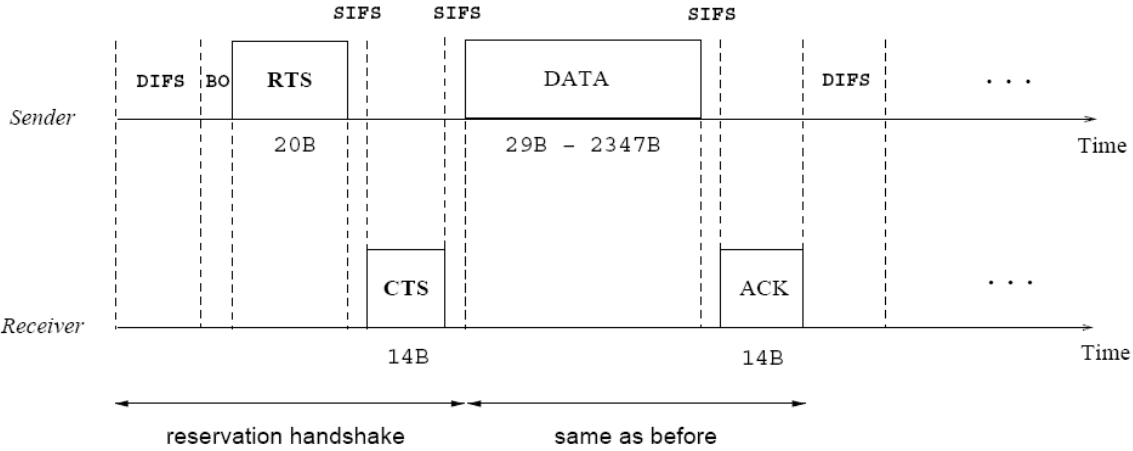 SIFS SIFS SIFS
DIFS BO RTS DATA DIFS . . .
Sender
20B 29B - 2347B Time
CTS ACK . . .
Receiver
14B 14B Time
reservation handshake same as before